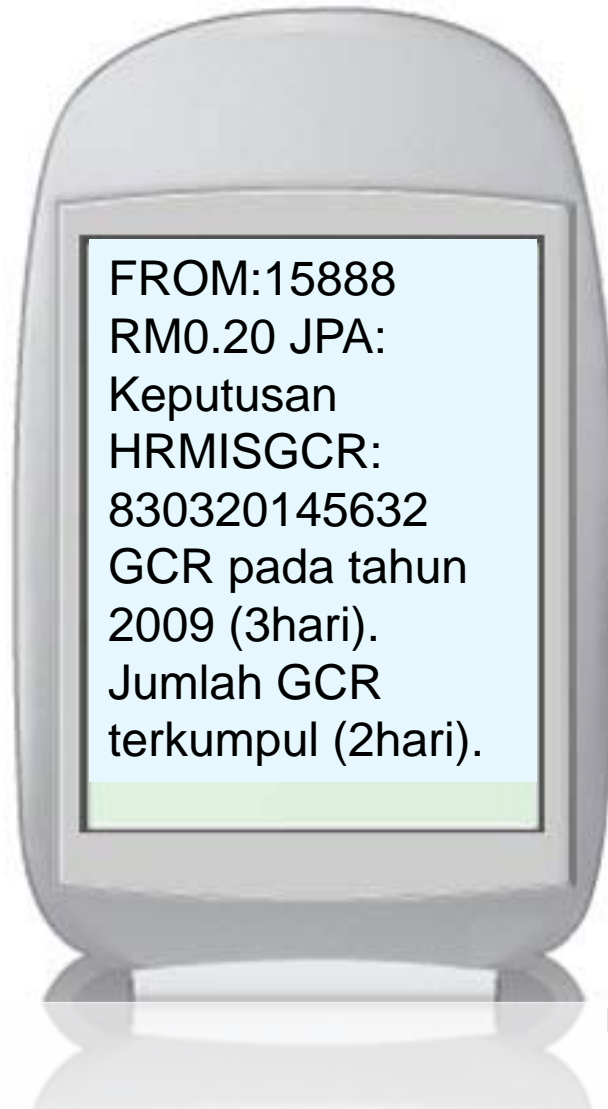 FROM:15888
RM0.20 JPA:
Keputusan
HRMISGCR:
830320145632
GCR pada tahun
2009 (3hari).
Jumlah GCR
terkumpul (2hari).